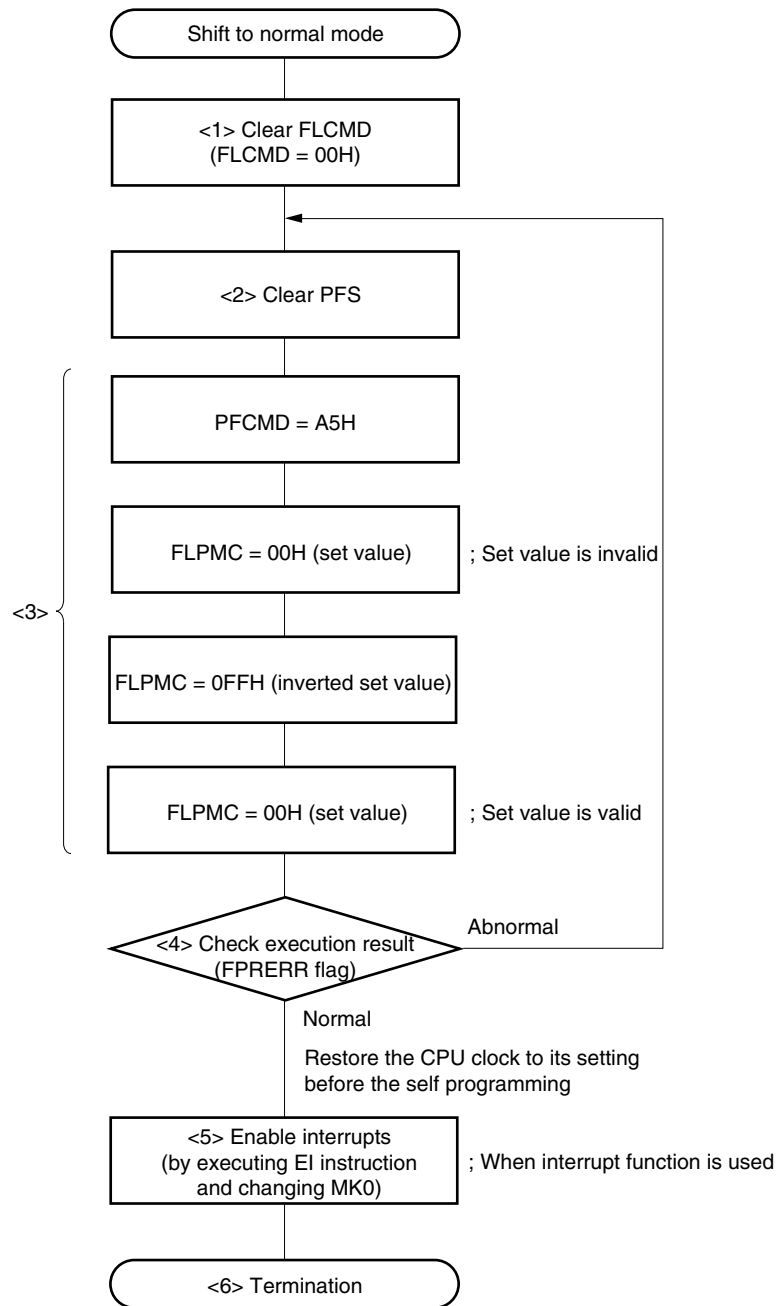 Shift to normal mode
<1> Clear FLCMD
(FLCMD = 00H)
<2> Clear PFS
<3>
PFCMD = A5H
FLPMC = 00H (set value)
; Set value is invalid
FLPMC = 0FFH (inverted set value)
FLPMC = 00H (set value)
; Set value is valid
<4> Check execution result
(FPRERR flag)
Abnormal
Normal
Restore the CPU clock to its setting
before the self programming
<5> Enable interrupts
(by executing EI instruction
and changing MK0)
; When interrupt function is used
<6> Termination